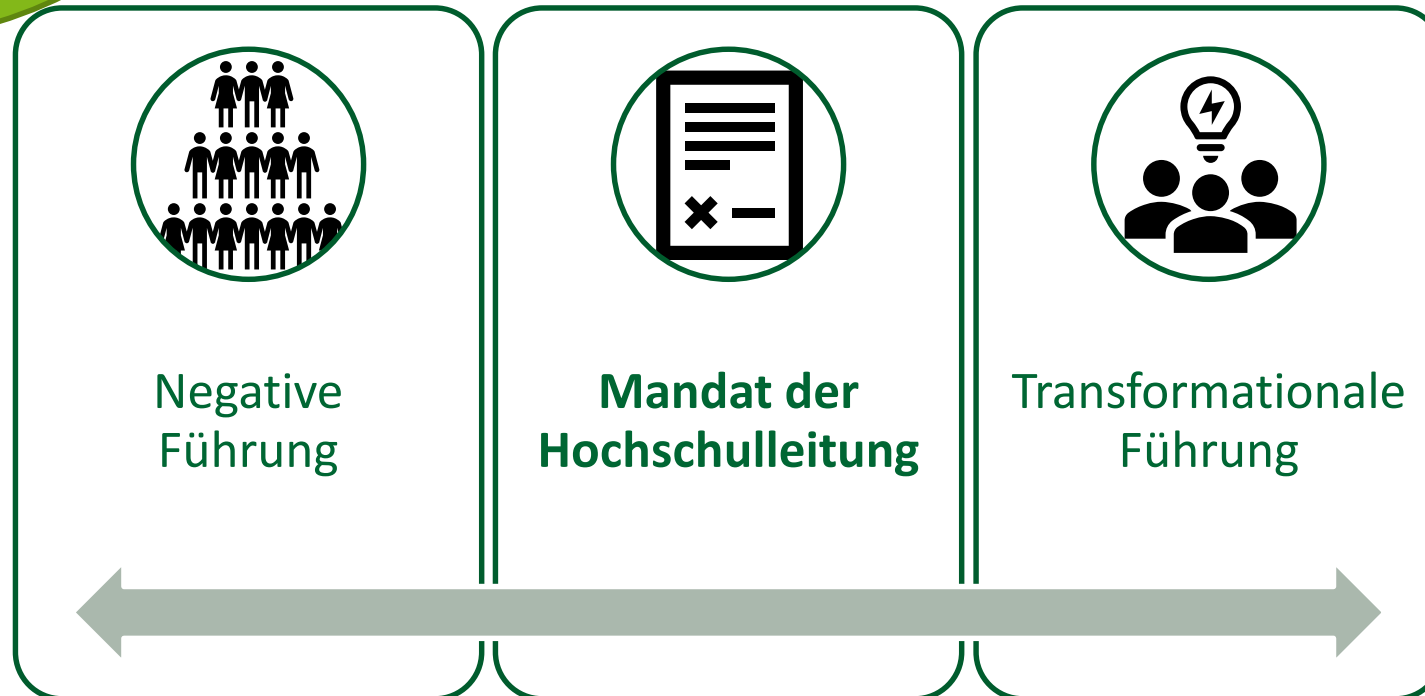 Negative
Führung
Mandat der
Hochschulleitung
Transformationale
Führung